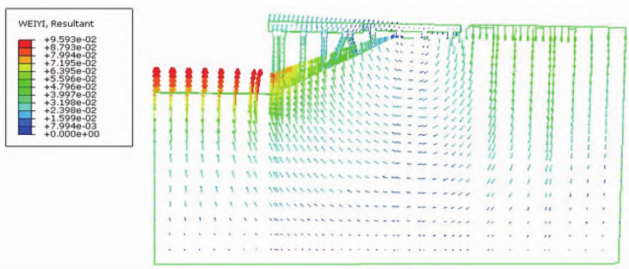 WEIYI, Resultant
+9.593e-02
+8.793e-02
+7.994e-02
+7.195e-02
+6.395e-02
+5.596e-02
+4.796e-02
+3.997e-02
+3.198e-02
+2.398e-02
+1.599e-02
+7.994e-03
+0.000e+00